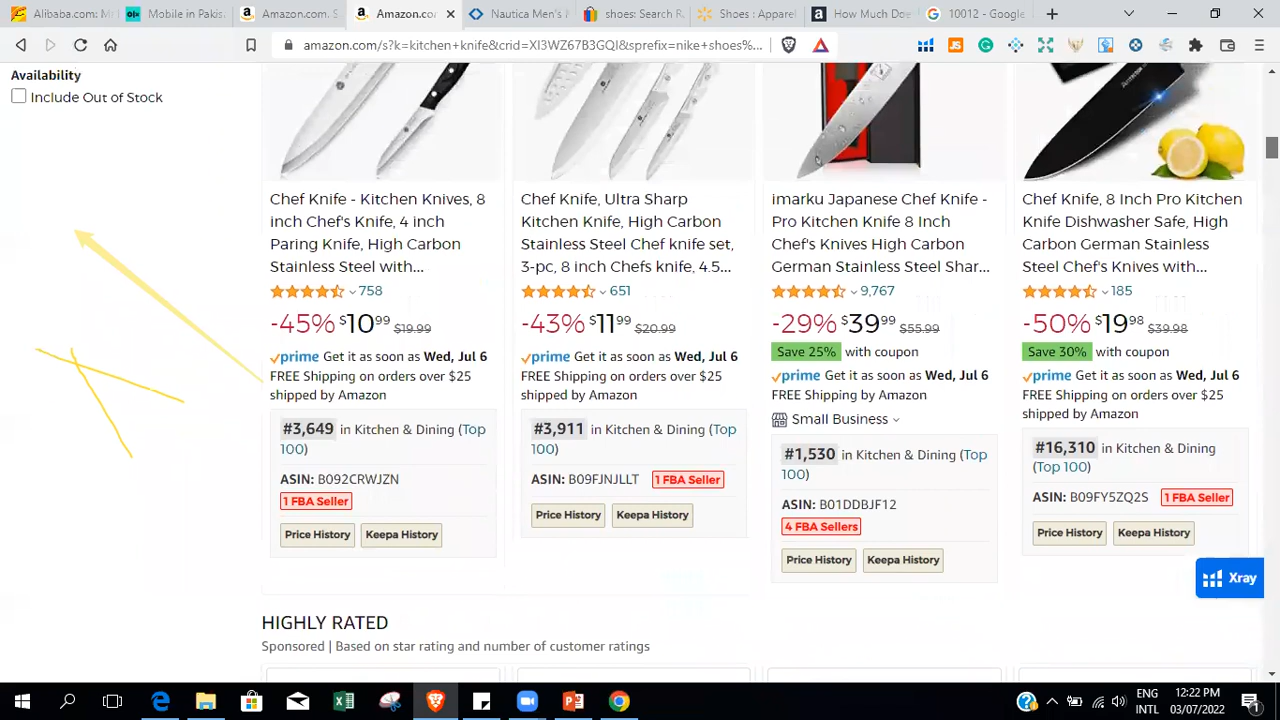 Alibaba.com: Mi
Mobile in Pakis
Amazon.com. S
Amazon.co
Nautica Men's
shoes: Search R
Shoes : Apparel
How Much Doe
10012 - Google
amazon.com/s?k=kitchen+knife&crid=XI3WZ67B3GQI&sprefix=nike+shoes%...
Availability
Include Out of Stock
Chef Knife - Kitchen Knives, 8
inch Chef's Knife, 4 inch
Paring Knife, High Carbon
Stainless Steel with...
758
-45% $10.99 $19.99
prime Get it as soon as Wed, Jul 6
FREE Shipping on orders over $25
shipped by Amazon
#3,649 in Kitchen & Dining (Top
100)
ASIN: B092CRWJZN
1 FBA Seller
Price History
Keepa History
Chef Knife, Ultra Sharp
Kitchen Knife, High Carbon
Stainless Steel Chef knife set,
3-pc, 8 inch Chefs knife, 4.5...
651
-43% $11.99 $20.99
prime Get it as soon as Wed, Jul 6
FREE Shipping on orders over $25
shipped by Amazon
#3,911 in Kitchen & Dining (Top
100)
ASIN: B09FJNJLLT 1 FBA Seller
Price History
Keepa History
imarku Japanese Chef Knife -
Pro Kitchen Knife 8 Inch
Chef's Knives High Carbon
German Stainless Steel Shar...
9,767
-29% $39.99 $55.99
Save 25% with coupon
prime Get it as soon as Wed, Jul 6
FREE Shipping by Amazon
Small Business
#1,530 in Kitchen & Dining (Top
100)
ASIN: B01DDBJF12
4 FBA Sellers
Price History
Keepa History
Chef Knife, 8 Inch Pro Kitchen
Knife Dishwasher Safe, High
Carbon German Stainless
Steel Chef's Knives with...
185
-50% $19.98 $39.98
Save 30% with coupon
prime Get it as soon as Wed, Jul 6
FREE Shipping on orders over $25
shipped by Amazon
#16,310 in Kitchen & Dining
(Top 100)
ASIN: B09FY5ZQ2S 1 FBA Seller
Price History
Keepa History
Xray
HIGHLY RATED
Sponsored | Based on star rating and number of customer ratings
ENG
INTL
12:22 PM
03/07/2022